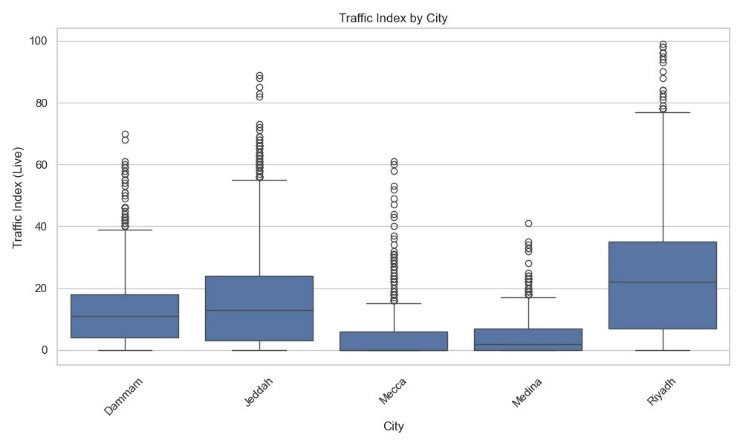 Traffic Index by City
Traffic Index (Live)
100
80
60
40
20
0
Dammam
Jeddah
Mecca
Medina
Riyadh
City